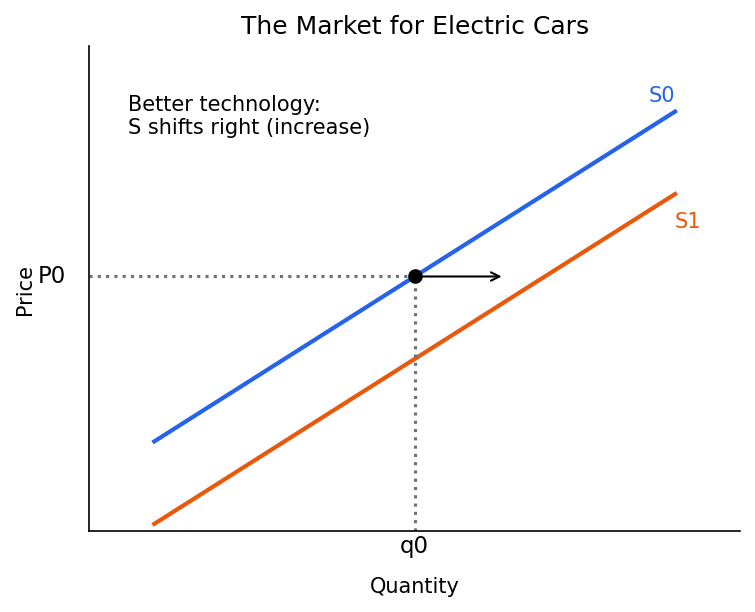 The Market for Electric Cars
Better technology:
S shifts right (increase)
S0
S1
P0
Price
q0
Quantity